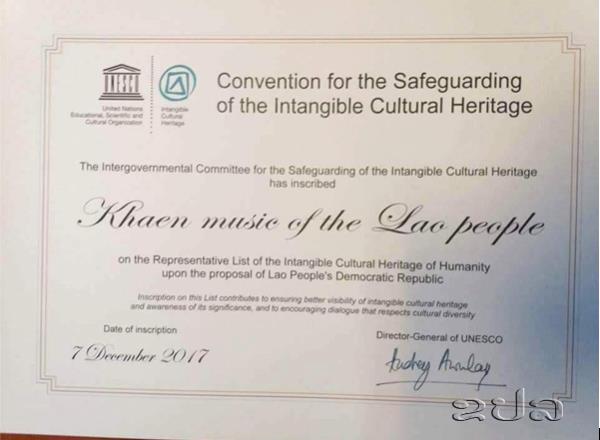 UNESCO
United Nations
Educational, Scientific and
Cultural Organization
Intangible
Cultural
Heritage
Convention for the Safeguarding
of the Intangible Cultural Heritage
The Intergovernmental Committee for the Safeguarding of the Intangible Cultural Heritage
has inscribed
Khaen music of the Lao people
on the Representative List of the Intangible Cultural Heritage of Humanity
upon the proposal of Lao People's Democratic Republic
Inscription on this List contributes to ensuring better visibility of intangible cultural heritage
and awareness of its significance, and to encouraging dialogue that respects cultural diversity
Date of inscription
7 December 2017
Director-General of UNESCO
Audrey Azoulay
ຂປລ